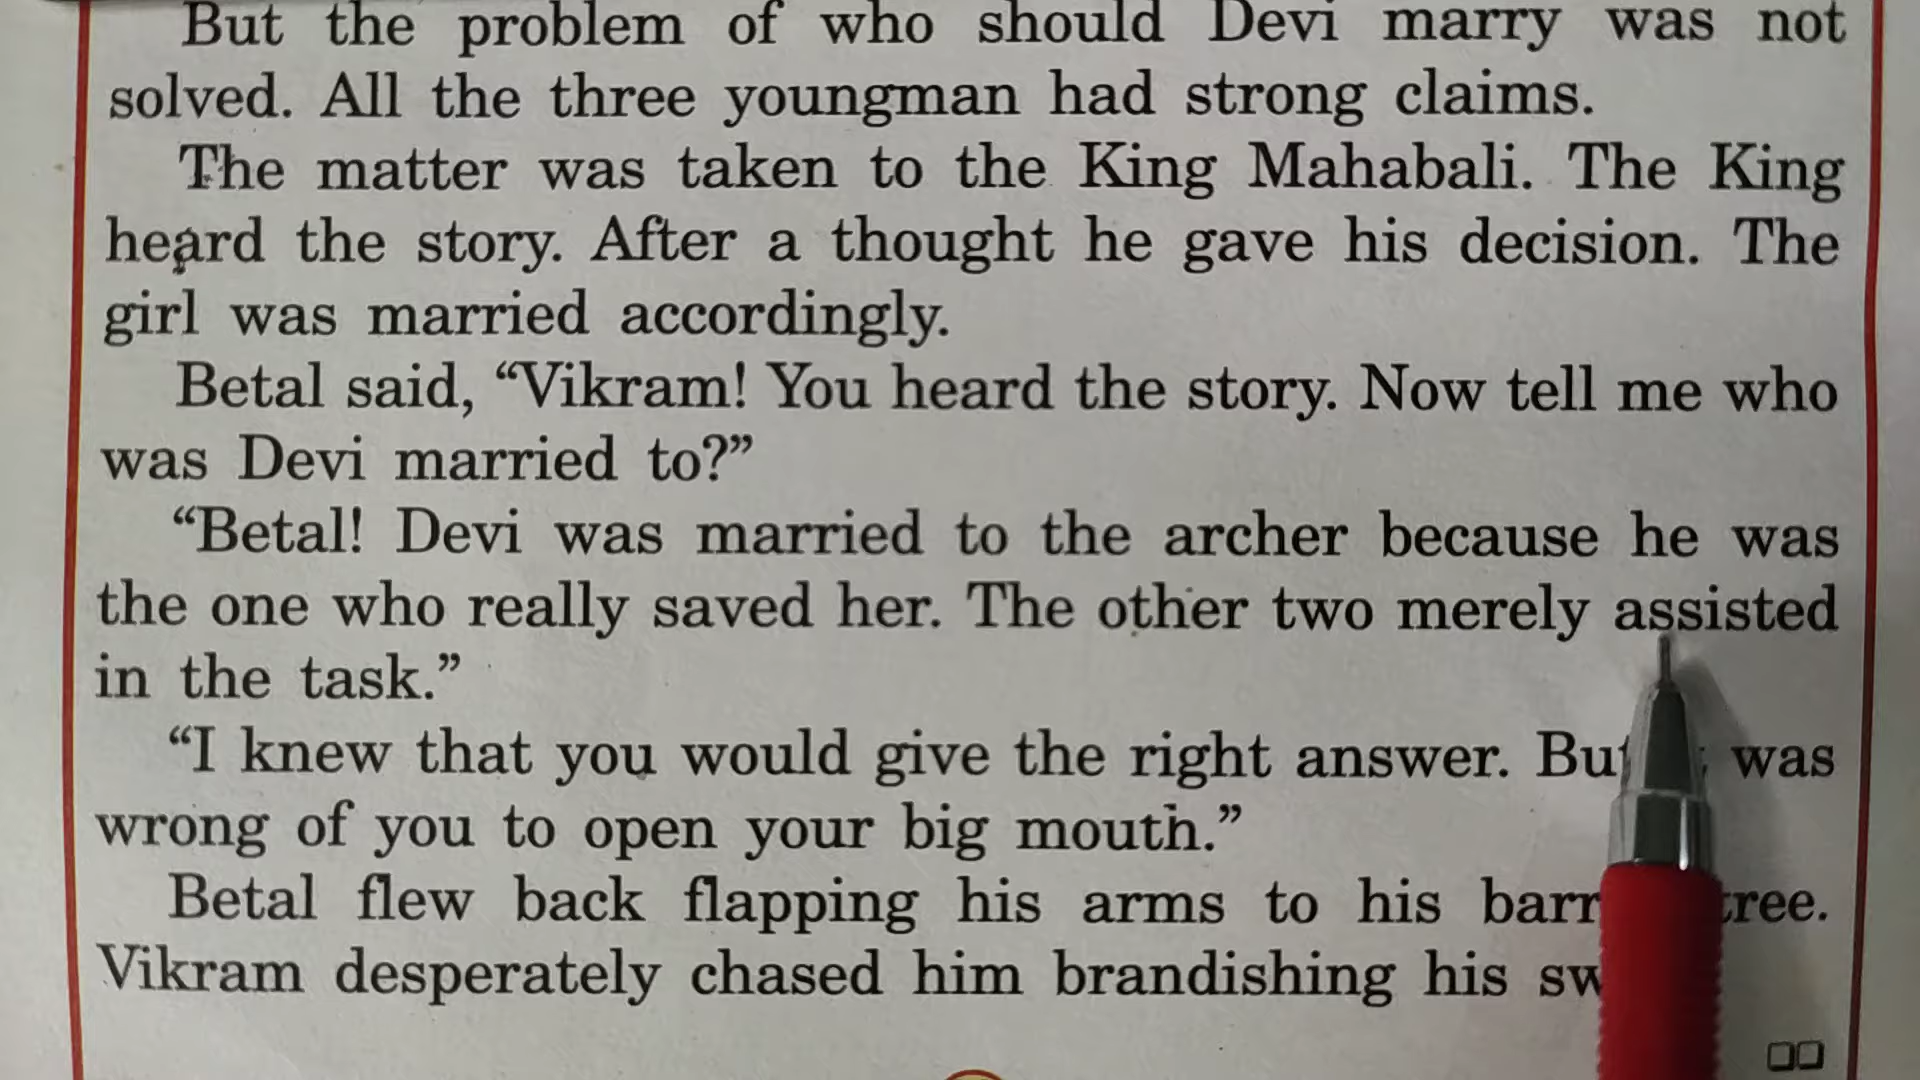 But the problem of who should Devi marry was not
solved. All the three youngman had strong claims.
The matter was taken to the King Mahabali. The King
heard the story. After a thought he gave his decision. The
girl was married accordingly.
Betal said, “Vikram! You heard the story. Now tell me who
was Devi married to?”
“Betal! Devi was married to the archer because he was
the one who really saved her. The other two merely assisted
in the task.”
“I knew that you would give the right answer. But was
wrong of you to open your big mouth.”
Betal flew back flapping his arms to his tree.
Vikram desperately chased him brandishing his